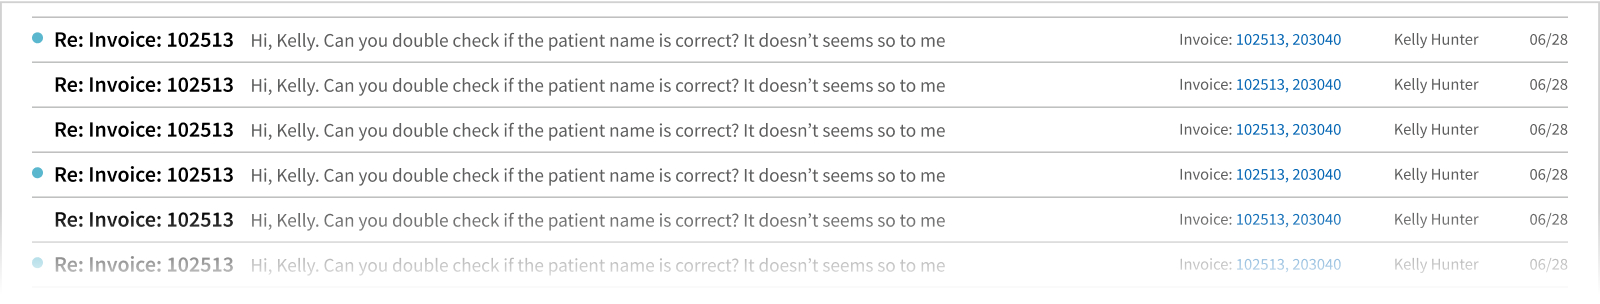 Re: Invoice: 102513 Hi, Kelly. Can you double check if the patient name is correct? It doesn’t seems so to me Invoice: 102513, 203040 Kelly Hunter 06/28
Re: Invoice: 102513 Hi, Kelly. Can you double check if the patient name is correct? It doesn’t seems so to me Invoice: 102513, 203040 Kelly Hunter 06/28
Re: Invoice: 102513 Hi, Kelly. Can you double check if the patient name is correct? It doesn’t seems so to me Invoice: 102513, 203040 Kelly Hunter 06/28
Re: Invoice: 102513 Hi, Kelly. Can you double check if the patient name is correct? It doesn’t seems so to me Invoice: 102513, 203040 Kelly Hunter 06/28
Re: Invoice: 102513 Hi, Kelly. Can you double check if the patient name is correct? It doesn’t seems so to me Invoice: 102513, 203040 Kelly Hunter 06/28
Re: Invoice: 102513 Hi, Kelly. Can you double check if the patient name is correct? It doesn’t seems so to me Invoice: 102513, 203040 Kelly Hunter 06/28